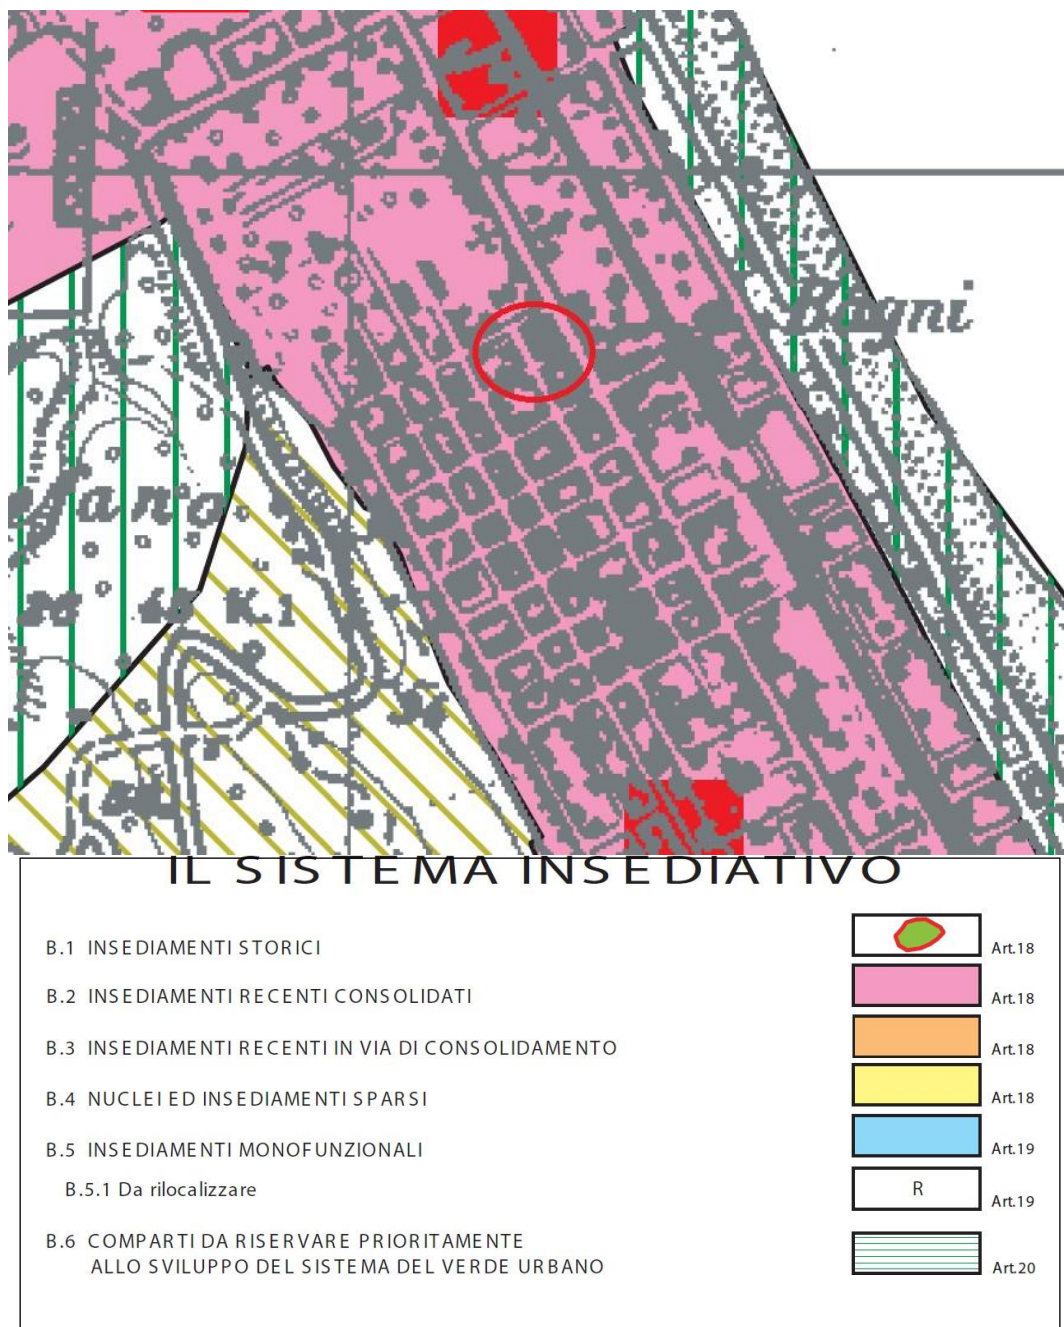 Bagni
IL SISTEMA INSEDIATIVO
B.1 INSEDIAMENTI STORICI
Art.18
B.2 INSEDIAMENTI RECENTI CONSOLIDATI
Art.18
B.3 INSEDIAMENTI RECENTI IN VIA DI CONSOLIDAMENTO
Art.18
B.4 NUCLEI ED INSEDIAMENTI SPARSI
Art.18
B.5 INSEDIAMENTI MONOFUNZIONALI
Art.19
B.5.1 Da rilocalizzare
R
Art.19
B.6 COMPARTI DA RISERVARE PRIORITAMENTE
ALLO SVILUPPO DEL SISTEMA DEL VERDE URBANO
Art.20